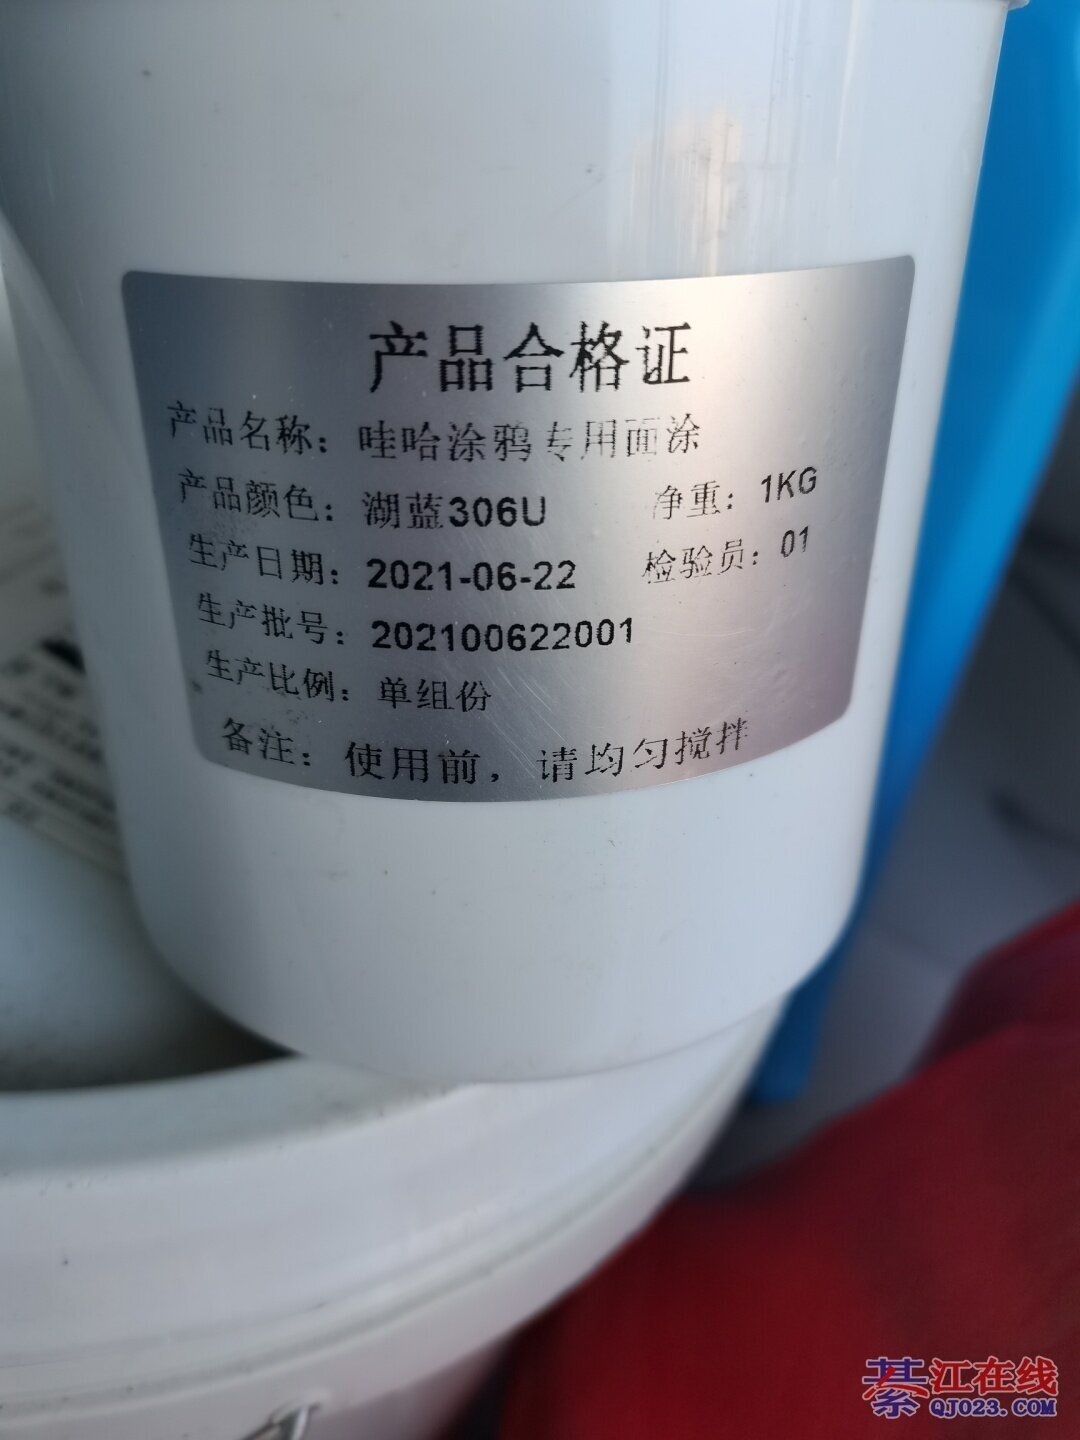 产品合格证
产品名称：哇哈涂鸦专用面涂
产品颜色：湖蓝306U 净重：1KG
生产日期：2021-06-22 检验员：01
生产批号：202100622001
生产比例：单组份
备注：使用前，请均匀搅拌
綦江在线
QJ023.COM